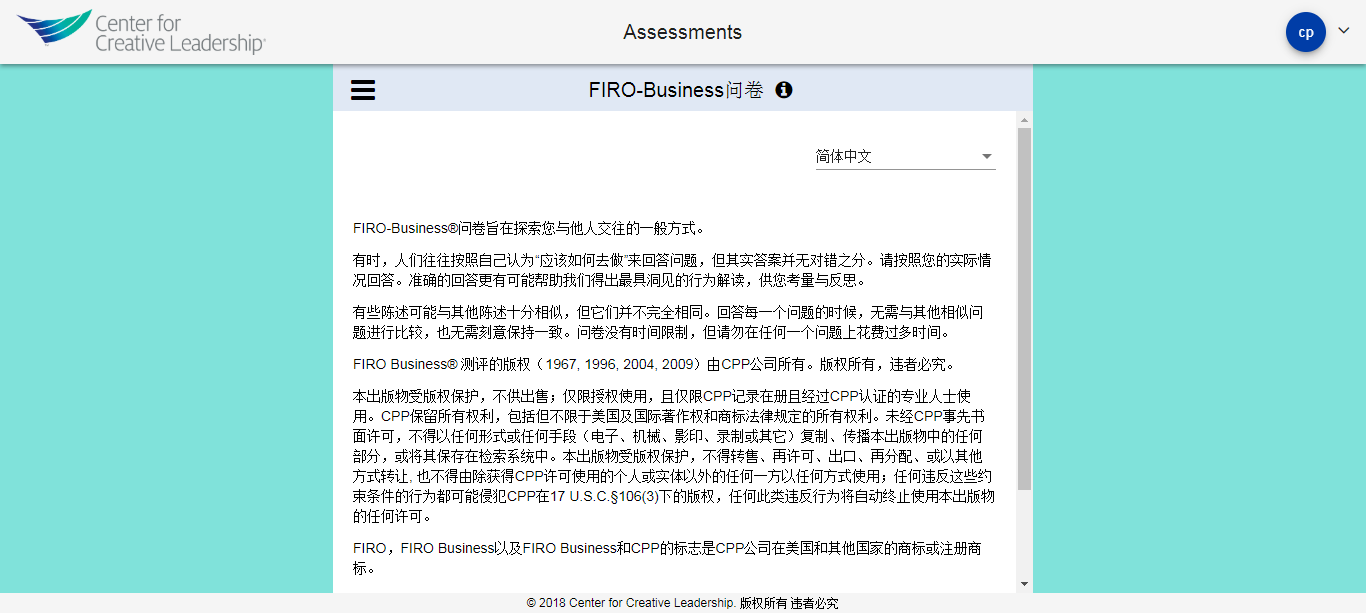 Center for
Creative Leadership®
Assessments
cp
FIRO-Business问卷
简体中文
FIRO-Business®问卷旨在探索您与他人交往的一般方式。
有时，人们往往按照自己认为“应该如何去做”来回答问题，但其实答案并无对错之分。请按照您的实际情
况回答。准确的回答更有可能帮助我们得出最具洞见的行为解读，供您考量与反思。
有些陈述可能与其他陈述十分相似，但它们并不完全相同。回答每一个问题的时候，无需与其他相似问
题进行比较，也无需刻意保持一致。问卷没有时间限制，但请勿在任何一个问题上花费过多时间。
FIRO Business® 测评的版权（1967, 1996, 2004, 2009）由CPP公司所有。版权所有，违者必究。
本出版物受版权保护，不供出售；仅限授权使用，且仅限CPP记录在册且经过CPP认证的专业人士使
用。CPP保留所有权利，包括但不限于美国及国际著作权和商标法律规定的所有权利。未经CPP事先书
面许可，不得以任何形式或任何手段（电子、机械、影印、录制或其它）复制、传播本出版物中的任何
部分，或将其保存在检索系统中。本出版物受版权保护，不得转售、再许可、出口、再分配、或以其他
方式转让, 也不得由除获得CPP许可使用的个人或实体以外的任何一方以任何方式使用；任何违反这些约
束条件的行为都可能侵犯CPP在17 U.S.C.§106(3)下的版权，任何此类违反行为将自动终止使用本出版物
的任何许可。
FIRO，FIRO Business以及FIRO Business和CPP的标志是CPP公司在美国和其他国家的商标或注册商
标。
© 2018 Center for Creative Leadership. 版权所有 违者必究